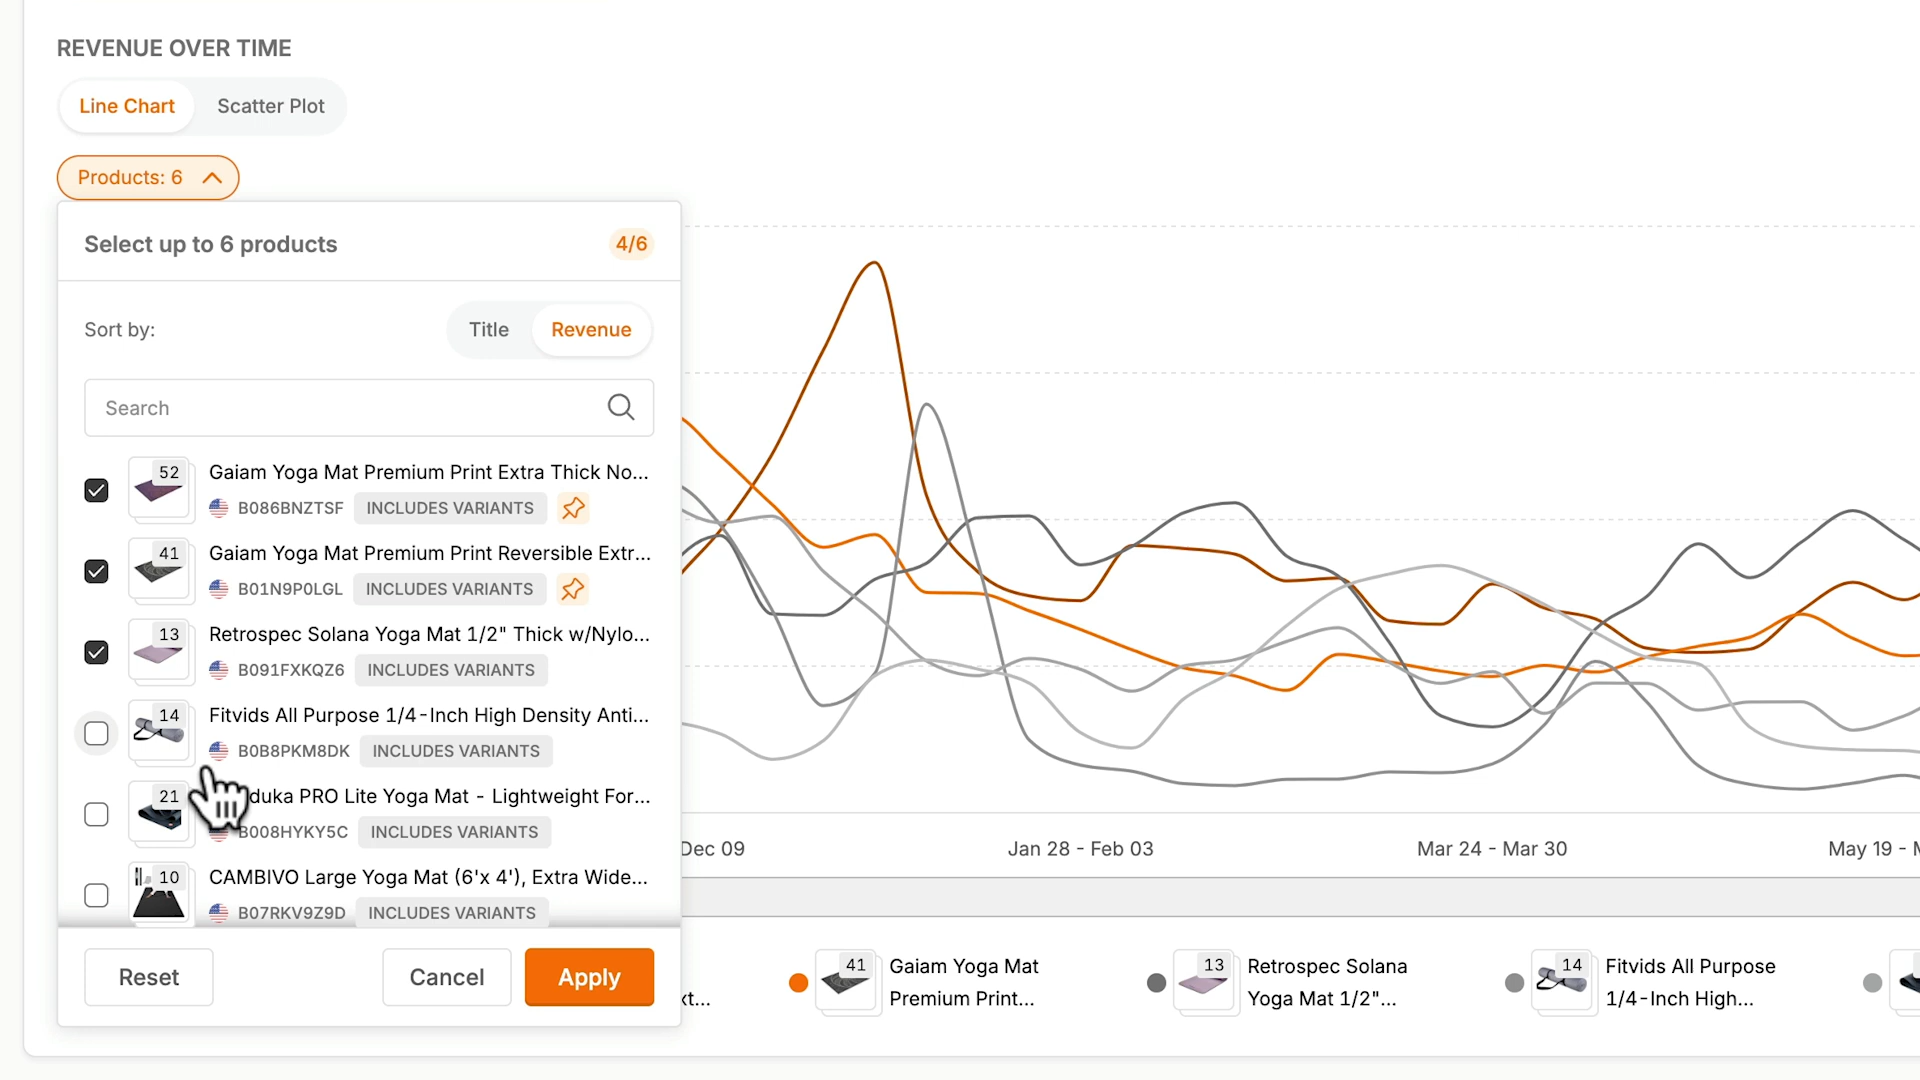 REVENUE OVER TIME
Line Chart
Scatter Plot
Products: 6
Select up to 6 products
4/6
Sort by:
Title
Revenue
Search
52
Gaiam Yoga Mat Premium Print Extra Thick No...
B086BNZTSF
INCLUDES VARIANTS
41
Gaiam Yoga Mat Premium Print Reversible Extr...
B01N9P0LGL
INCLUDES VARIANTS
13
Retrospec Solana Yoga Mat 1/2" Thick w/Nylo...
B091FXKQZ6
INCLUDES VARIANTS
14
Fitvids All Purpose 1/4-Inch High Density Anti...
B0B8PKM8DK
INCLUDES VARIANTS
21
duka PRO Lite Yoga Mat - Lightweight For...
B008HYKY5C
INCLUDES VARIANTS
10
CAMBIVO Large Yoga Mat (6'x 4'), Extra Wide...
B07RKV9Z9D
INCLUDES VARIANTS
Reset
Cancel
Apply
Dec 09
Jan 28 - Feb 03
Mar 24 - Mar 30
May 19 -
xt...
41
Gaiam Yoga Mat
Premium Print...
13
Retrospec Solana
Yoga Mat 1/2"...
14
Fitvids All Purpose
1/4-Inch High...